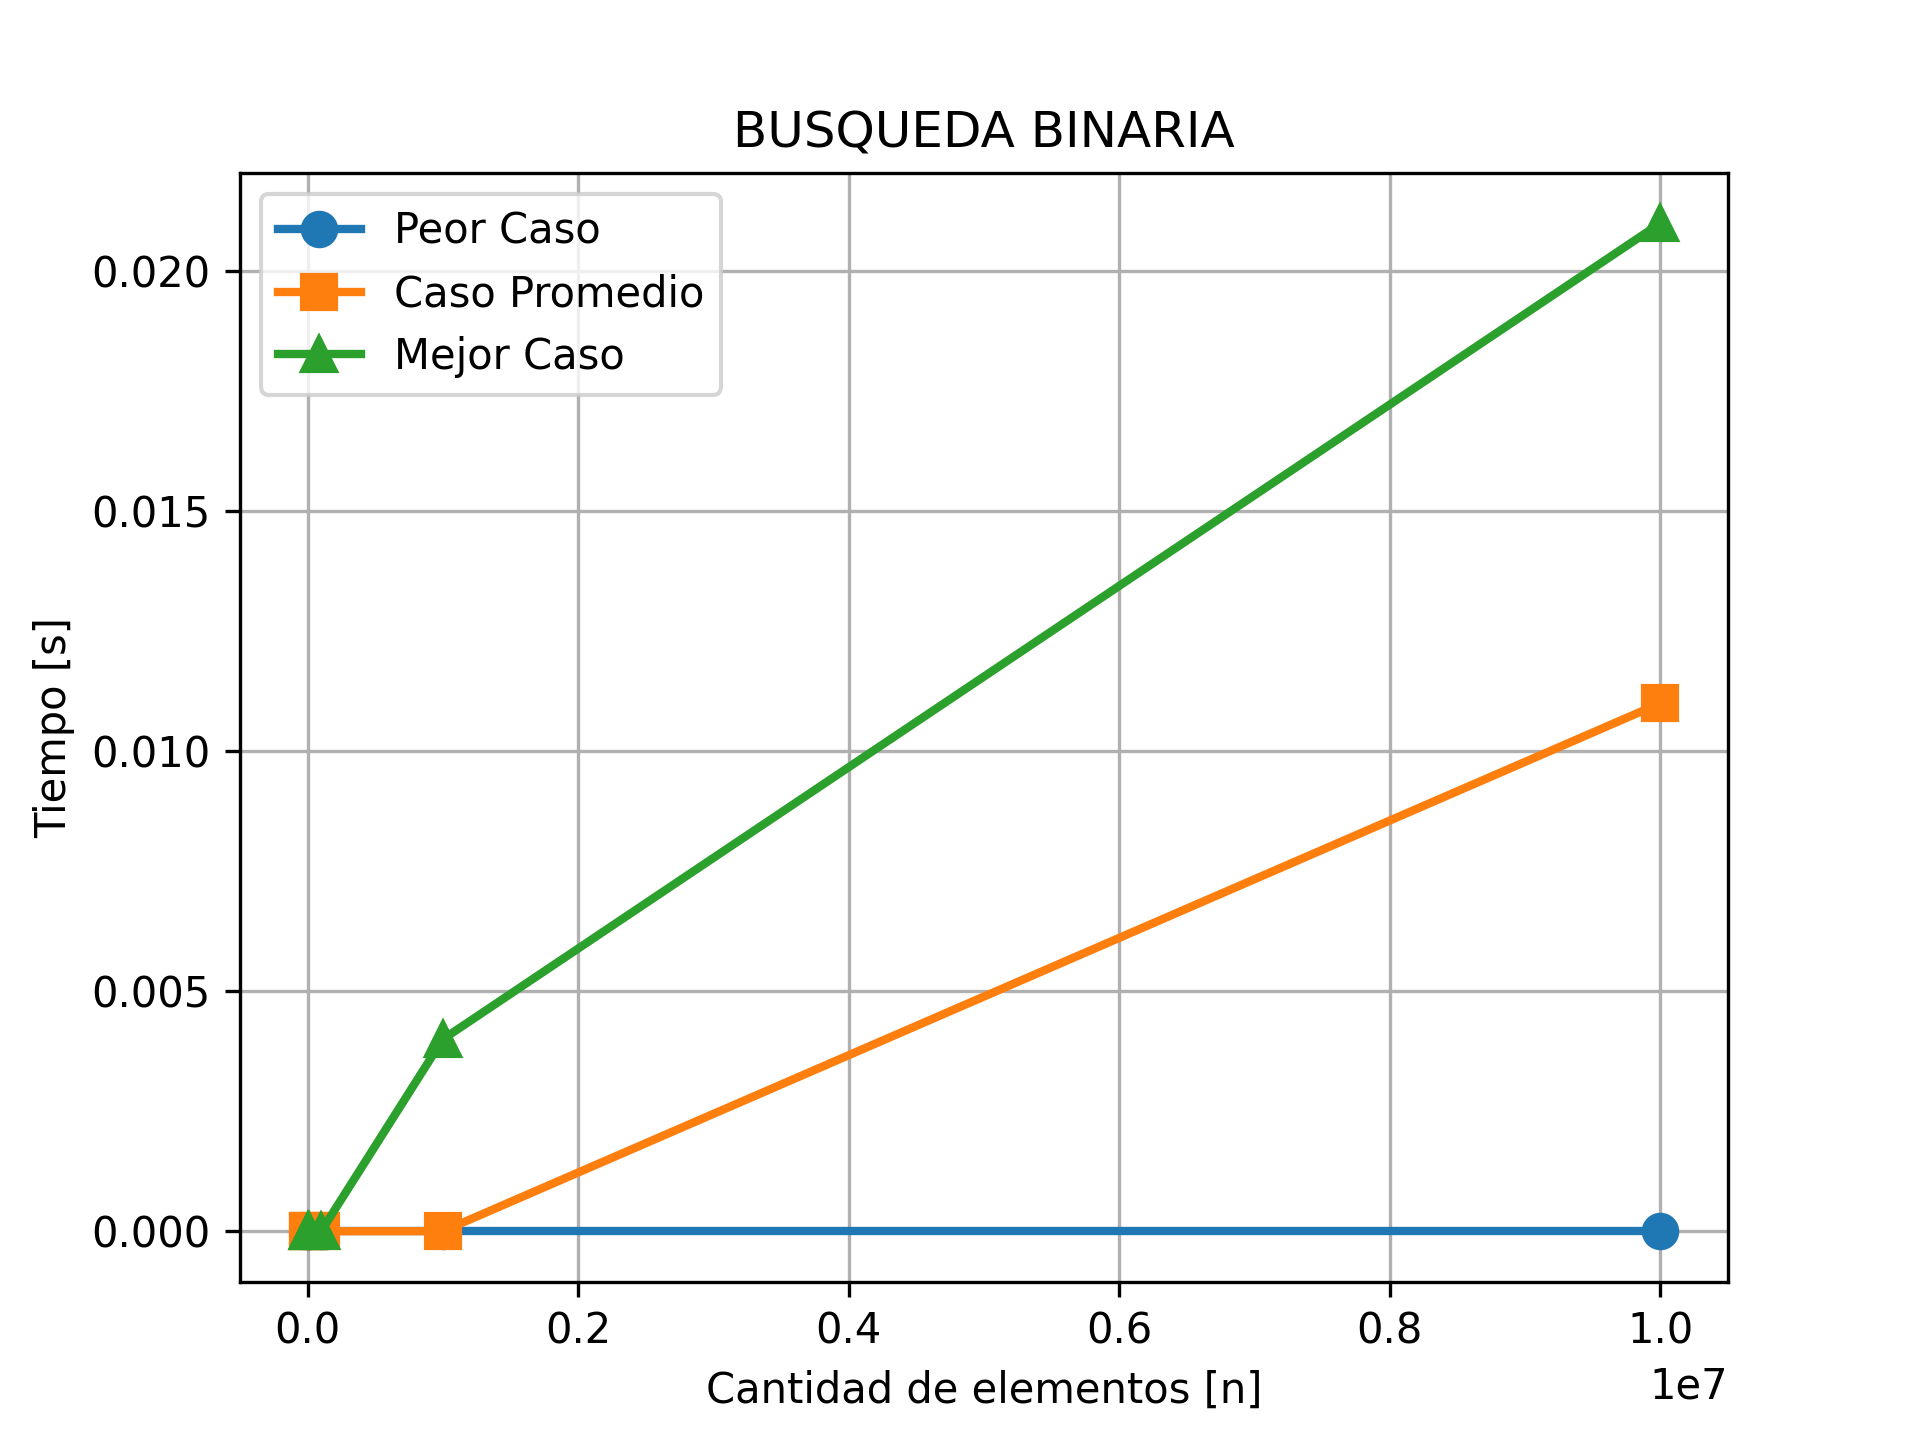 BUSQUEDA BINARIA
Peor Caso
Caso Promedio
Mejor Caso
0.020
0.015
0.010
0.005
0.000
Tiempo [s]
0.0 0.2 0.4 0.6 0.8 1.0
1e7
Cantidad de elementos [n]